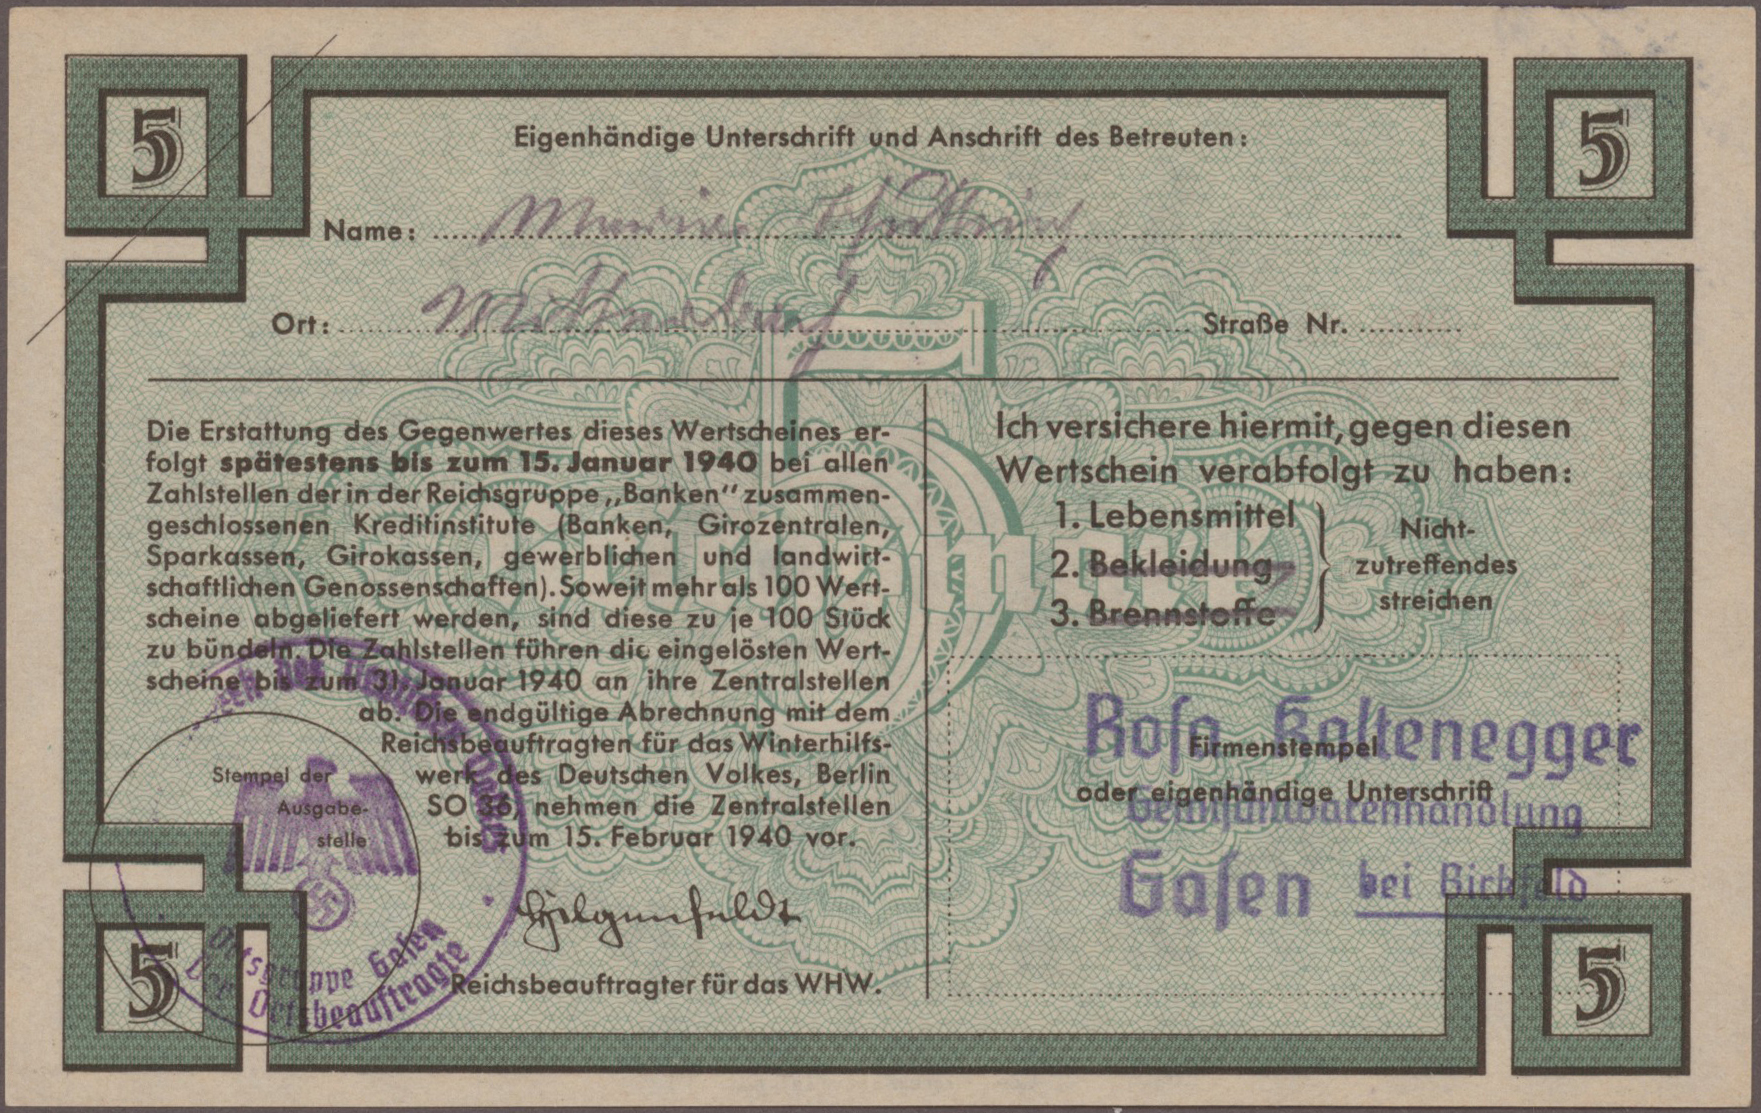 5
5
Eigenhändige Unterschrift und Anschrift des Betreuten:
Name:
Ort: Straße Nr.
Die Erstattung des Gegenwertes dieses Wertscheines er-
folgt spätestens bis zum 15. Januar 1940 bei allen
Zahlstellen der in der Reichsgruppe „Banken“ zusammen-
geschlossenen Kreditinstitute (Banken, Girozentralen,
Sparkassen, Girokassen, gewerblichen und landwirt-
schaftlichen Genossenschaften). Soweit mehr als 100 Wert-
scheine abgeliefert werden, sind diese zu je 100 Stück
zu bündeln. Die Zahlstellen führen die eingelösten Wert-
scheine bis zum 31. Januar 1940 an ihre Zentralstellen
ab. Die endgültige Abrechnung mit dem
Reichsbeauftragten für das Winterhilfs-
werk des Deutschen Volkes, Berlin
SO 36, nehmen die Zentralstellen
bis zum 15. Februar 1940 vor.
Hilgenfeldt
Reichsbeauftragter für das WHW.
Stempel der
Ausgabe-
stelle
Ortsgruppe Gasen
Der Ortsbeauftragte
Ich versichere hiermit, gegen diesen
Wertschein verabfolgt zu haben:
1. Lebensmittel
2. Bekleidung
3. Brennstoffe
Nicht-
zutreffendes
streichen
5
Fünf mark
Rosa Kaltenegger
Firmenstempel
oder eigenhändige Unterschrift
Gemischtwarenhandlung
Gasen bei Birkfeld
5
5